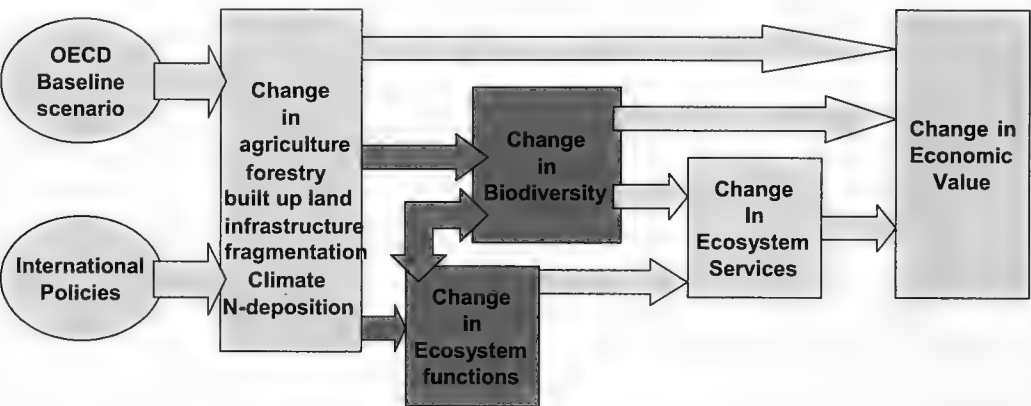 OECD
Baseline
scenario
International
Policies
Change
in
agriculture
forestry
built up land
infrastructure
fragmentation
Climate
N-deposition
Change
in
Biodiversity
Change
in
Ecosystem
functions
Change
In
Ecosystem
Services
Change in
Economic
Value